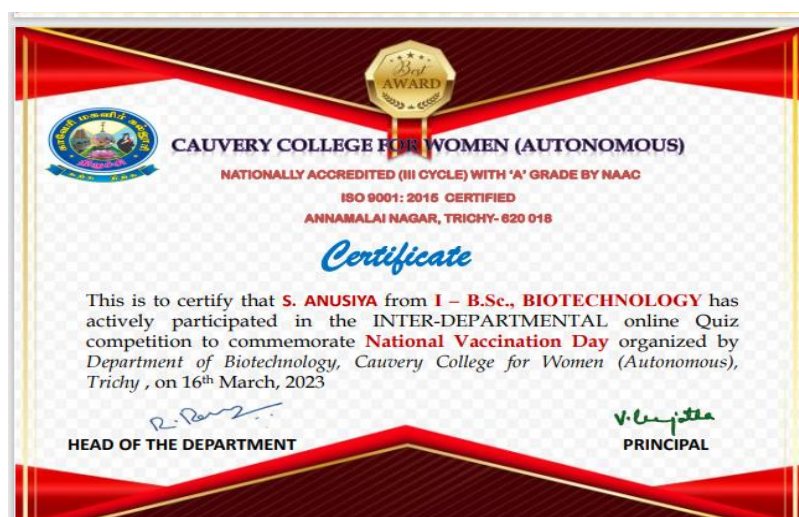 Best
AWARD
CAUVERY COLLEGE FOR WOMEN (AUTONOMOUS)
NATIONALLY ACCREDITED (III CYCLE) WITH ‘A’ GRADE BY NAAC
ISO 9001: 2015 CERTIFIED
ANNAMALAI NAGAR, TRICHY- 620 018
Certificate
This is to certify that S. ANUSIYA from I – B.Sc., BIOTECHNOLOGY has
actively participated in the INTER-DEPARTMENTAL online Quiz
competition to commemorate National Vaccination Day organized by
Department of Biotechnology, Cauvery College for Women (Autonomous),
Trichy , on 16th March, 2023
HEAD OF THE DEPARTMENT
PRINCIPAL